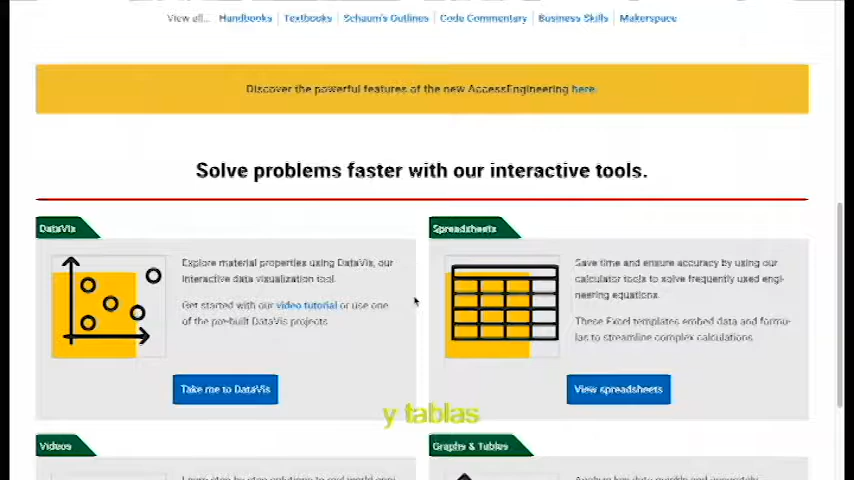 View all... Handbooks Textbooks Schaum's Outlines Code Commentary Business Skills Makerspace
Discover the powerful features of the new AccessEngineering here.
Solve problems faster with our interactive tools.
DataVis
Explore material properties using DataVis, our
interactive data visualization tool.
Get started with our video tutorial or use one
of the pre-built DataVis projects.
Take me to DataVis
Spreadsheets
Save time and ensure accuracy by using our
calculator tools to solve frequently used engi-
neering equations.
These Excel templates embed data and formu-
las to streamline complex calculations.
View spreadsheets
y tablas
Videos
Graphs & Tables